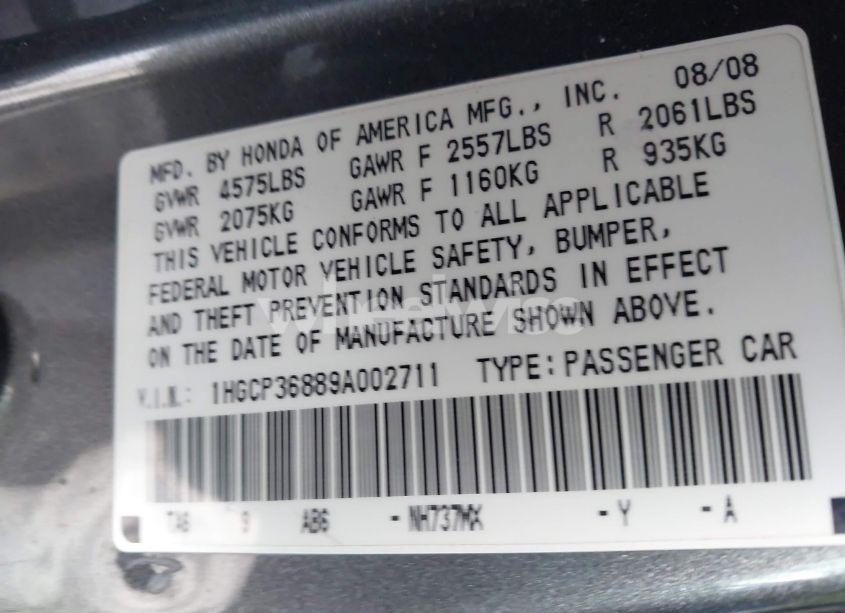 MFD. BY HONDA OF AMERICA MFG., INC. 08/08
GVWR 4575LBS GAWR F 2557LBS R 2061LBS
GVWR 2075KG GAWR F 1160KG R 935KG
THIS VEHICLE CONFORMS TO ALL APPLICABLE
FEDERAL MOTOR VEHICLE SAFETY, BUMPER,
AND THEFT PREVENTION STANDARDS IN EFFECT
ON THE DATE OF MANUFACTURE SHOWN ABOVE.
V.I.N.: 1HGCP36889A002711 TYPE: PASSENGER CAR
TA6 9 AB6 - NH737MX - Y - A